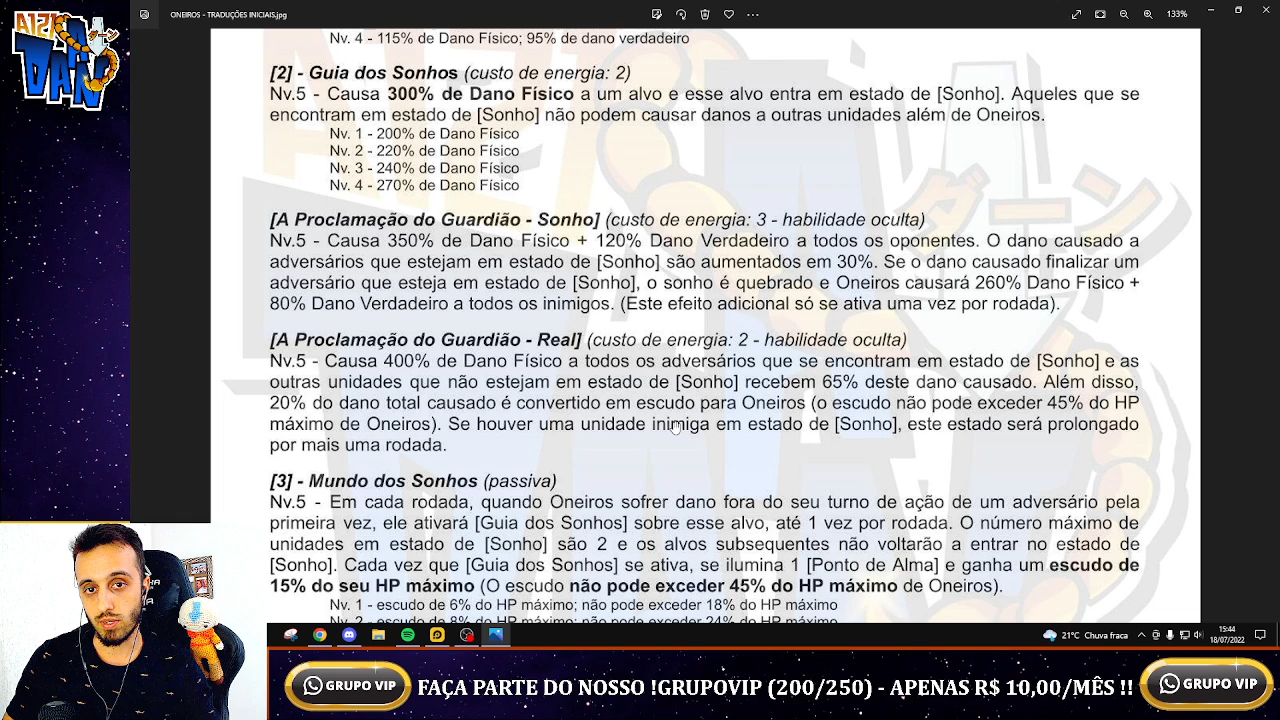 ONEIROS - TRADUÇÕES INICIAIS.jpg
133%
Nv. 4 - 115% de Dano Físico; 95% de dano verdadeiro
[2] - Guia dos Sonhos (custo de energia: 2)
Nv.5 - Causa 300% de Dano Físico a um alvo e esse alvo entra em estado de [Sonho]. Aqueles que se
encontram em estado de [Sonho] não podem causar danos a outras unidades além de Oneiros.
Nv. 1 - 200% de Dano Físico
Nv. 2 - 220% de Dano Físico
Nv. 3 - 240% de Dano Físico
Nv. 4 - 270% de Dano Físico
[A Proclamação do Guardião - Sonho] (custo de energia: 3 - habilidade oculta)
Nv.5 - Causa 350% de Dano Físico + 120% Dano Verdadeiro a todos os oponentes. O dano causado a
adversários que estejam em estado de [Sonho] são aumentados em 30%. Se o dano causado finalizar um
adversário que esteja em estado de [Sonho], o sonho é quebrado e Oneiros causará 260% Dano Físico +
80% Dano Verdadeiro a todos os inimigos. (Este efeito adicional só se ativa uma vez por rodada).
[A Proclamação do Guardião - Real] (custo de energia: 2 - habilidade oculta)
Nv.5 - Causa 400% de Dano Físico a todos os adversários que se encontram em estado de [Sonho] e as
outras unidades que não estejam em estado de [Sonho] recebem 65% deste dano causado. Além disso,
20% do dano total causado é convertido em escudo para Oneiros (o escudo não pode exceder 45% do HP
máximo de Oneiros). Se houver uma unidade inimiga em estado de [Sonho], este estado será prolongado
por mais uma rodada.
[3] - Mundo dos Sonhos (passiva)
Nv.5 - Em cada rodada, quando Oneiros sofrer dano fora do seu turno de ação de um adversário pela
primeira vez, ele ativará [Guia dos Sonhos] sobre esse alvo, até 1 vez por rodada. O número máximo de
unidades em estado de [Sonho] são 2 e os alvos subsequentes não voltarão a entrar no estado de
[Sonho]. Cada vez que [Guia dos Sonhos] se ativa, se ilumina 1 [Ponto de Alma] e ganha um escudo de
15% do seu HP máximo (O escudo não pode exceder 45% do HP máximo de Oneiros).
Nv. 1 - escudo de 6% do HP máximo; não pode exceder 18% do HP máximo
Nv. 2 - escudo de 8% do HP máximo; não pode exceder 24% do HP máximo
21°C Chuva fraca
15:44
18/07/2022
GRUPO VIP
FAÇA PARTE DO NOSSO !GRUPOVIP (200/250) - APENAS R$ 10,00/MÊS !!
GRUPO VIP